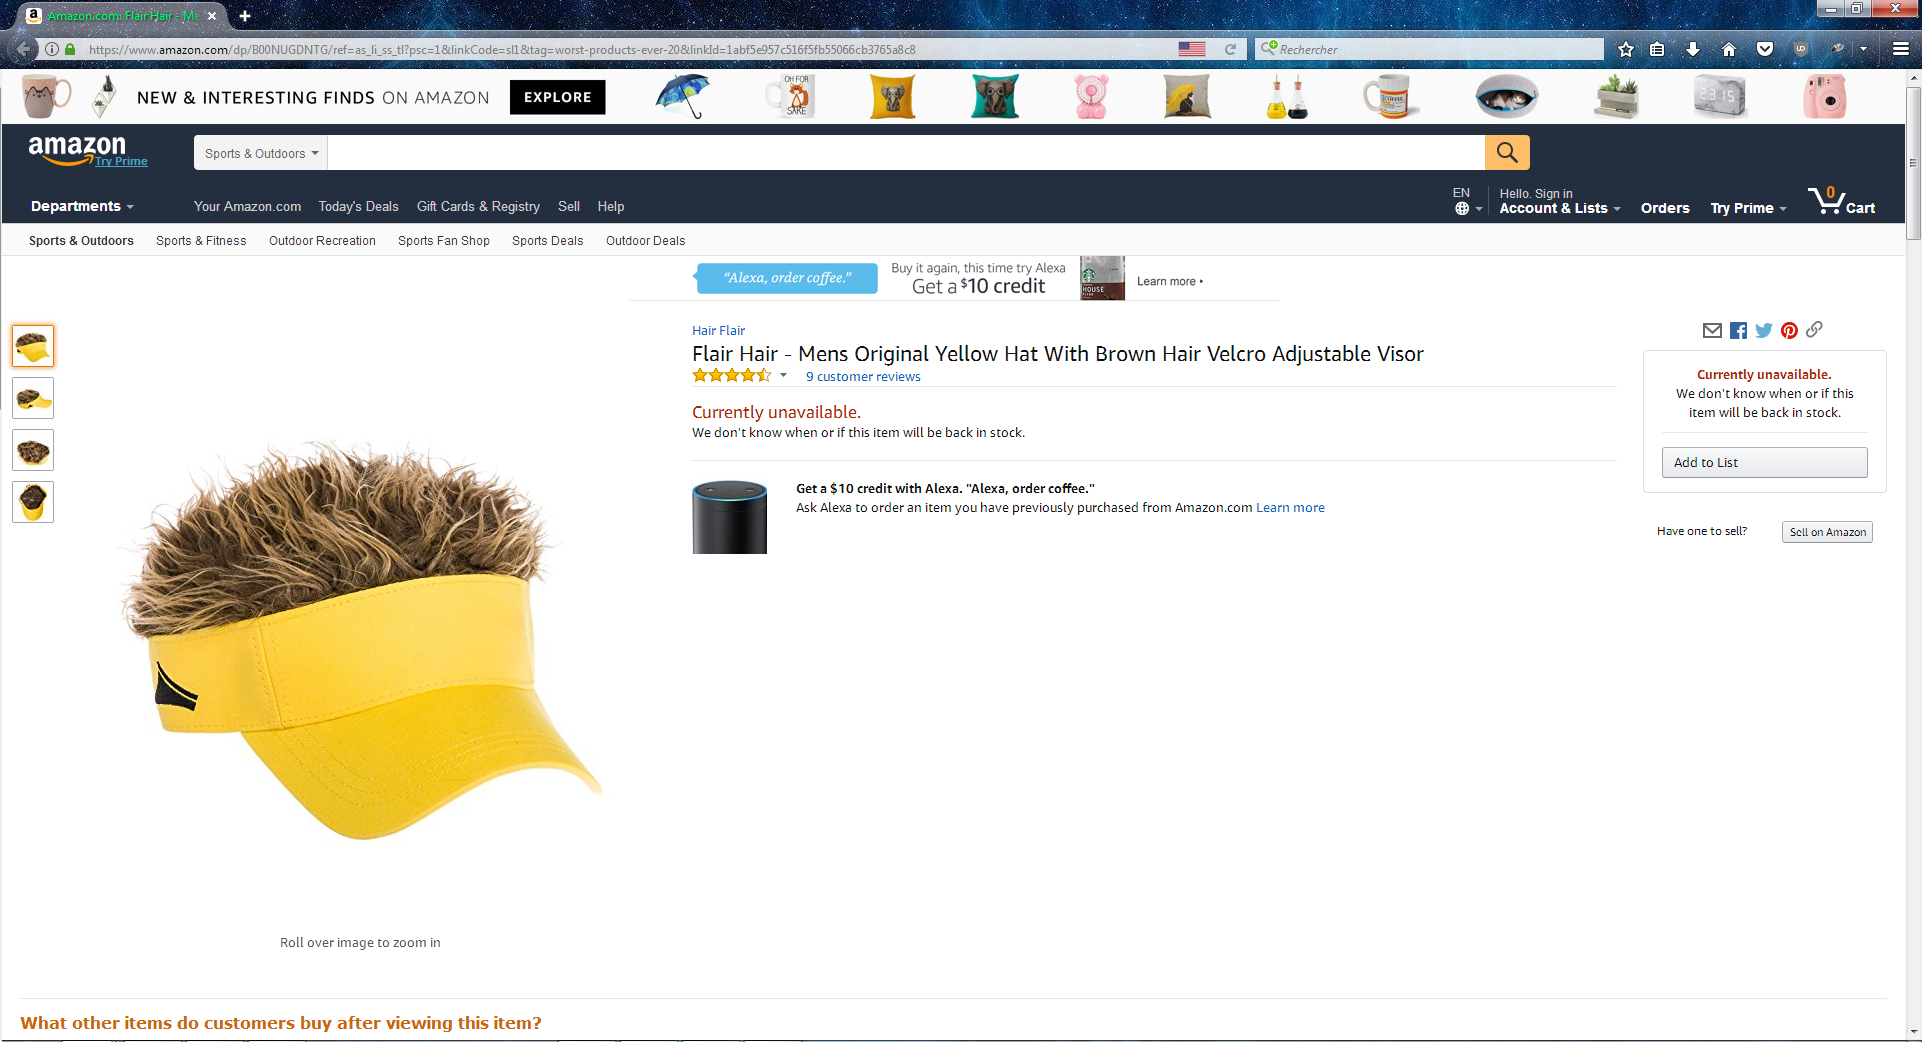 Amazon.com: Flair Hair - Me
https://www.amazon.com/dp/B00NUGDNTG/ref=as_li_ss_tl?psc=1&linkCode=sl1&tag=worst-products-ever-20&linkId=1abf5e957c516f5fb55066cb3765a8c8
Rechercher
NEW & INTERESTING FINDS ON AMAZON
EXPLORE
OH FOR
SAKE
COFFEE
23:15
amazon
Try Prime
Sports & Outdoors
Departments
Your Amazon.com
Today's Deals
Gift Cards & Registry
Sell
Help
EN
Hello. Sign in
Account & Lists
Orders
Try Prime
0
Cart
Sports & Outdoors
Sports & Fitness
Outdoor Recreation
Sports Fan Shop
Sports Deals
Outdoor Deals
“Alexa, order coffee.”
Buy it again, this time try Alexa
Get a $10 credit
HOUSE
Learn more
Hair Flair
Flair Hair - Mens Original Yellow Hat With Brown Hair Velcro Adjustable Visor
9 customer reviews
Currently unavailable.
We don't know when or if this item will be back in stock.
Get a $10 credit with Alexa. "Alexa, order coffee."
Ask Alexa to order an item you have previously purchased from Amazon.com Learn more
Currently unavailable.
We don't know when or if this
item will be back in stock.
Add to List
Have one to sell?
Sell on Amazon
Roll over image to zoom in
What other items do customers buy after viewing this item?